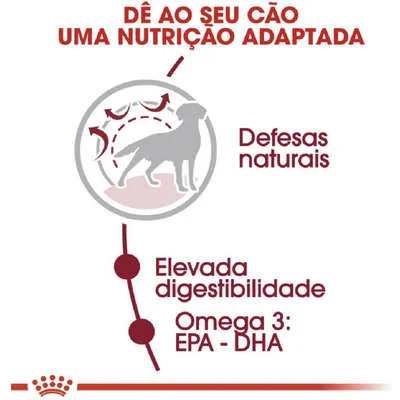 DÊ AO SEU CÃO
UMA NUTRIÇÃO ADAPTADA
Defesas
naturais
Elevada
digestibilidade
Omega 3:
EPA - DHA